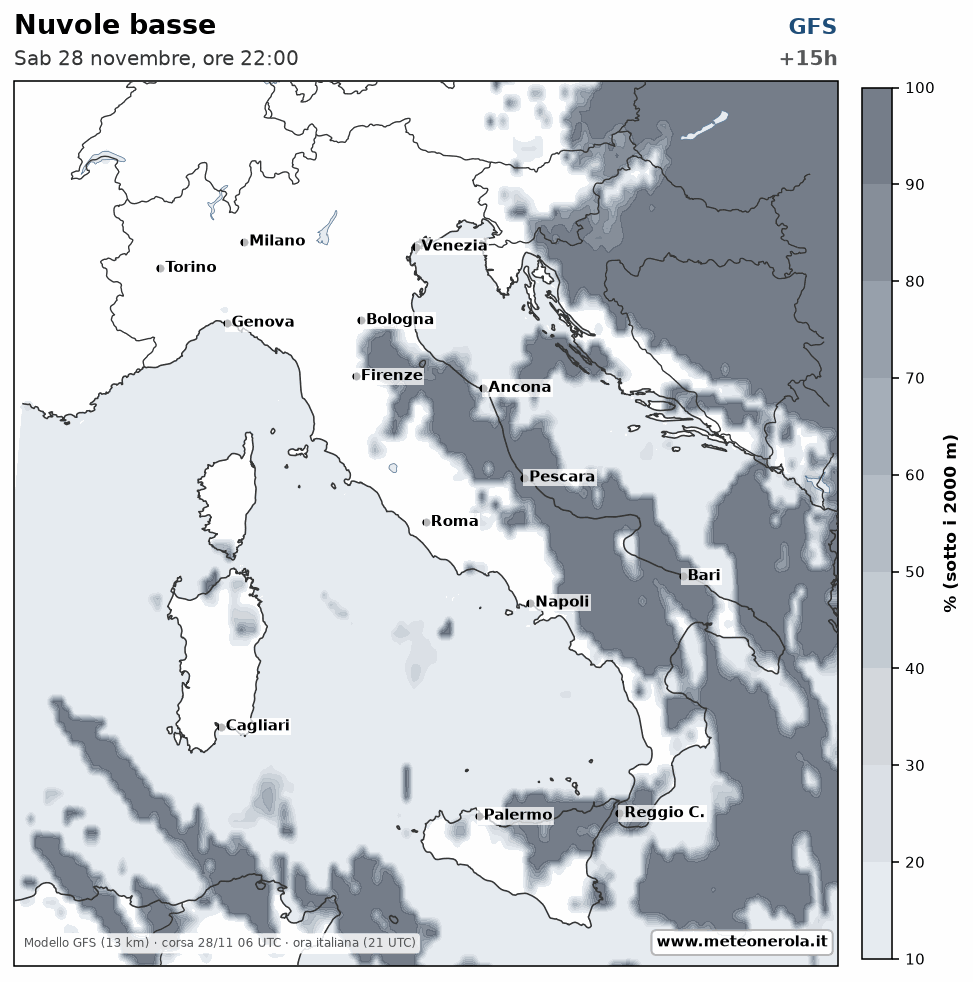 Nuvole basse
GFS
Sab 28 novembre, ore 22:00
+15h
100
90
80
70
60
50
40
30
20
10
% (sotto i 2000 m)
Milano
Venezia
Torino
Genova
Bologna
Firenze
Ancona
Pescara
Roma
Bari
Napoli
Cagliari
Palermo
Reggio C.
Modello GFS (13 km) · corsa 28/11 06 UTC · ora italiana (21 UTC)
www.meteonerola.it